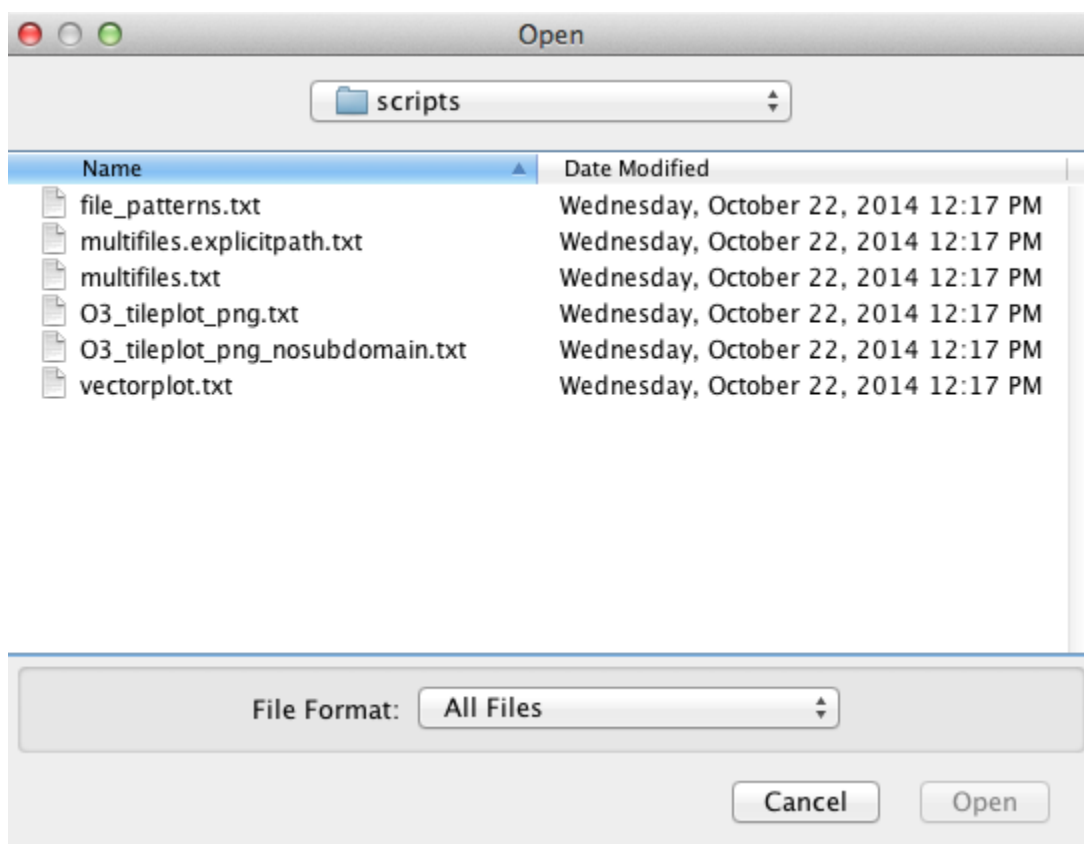 Open
scripts
Name Date Modified
file_patterns.txt Wednesday, October 22, 2014 12:17 PM
multifiles.explicitpath.txt Wednesday, October 22, 2014 12:17 PM
multifiles.txt Wednesday, October 22, 2014 12:17 PM
O3_tileplot_png.txt Wednesday, October 22, 2014 12:17 PM
O3_tileplot_png_nosubdomain.txt Wednesday, October 22, 2014 12:17 PM
vectorplot.txt Wednesday, October 22, 2014 12:17 PM
File Format: All Files
Cancel Open